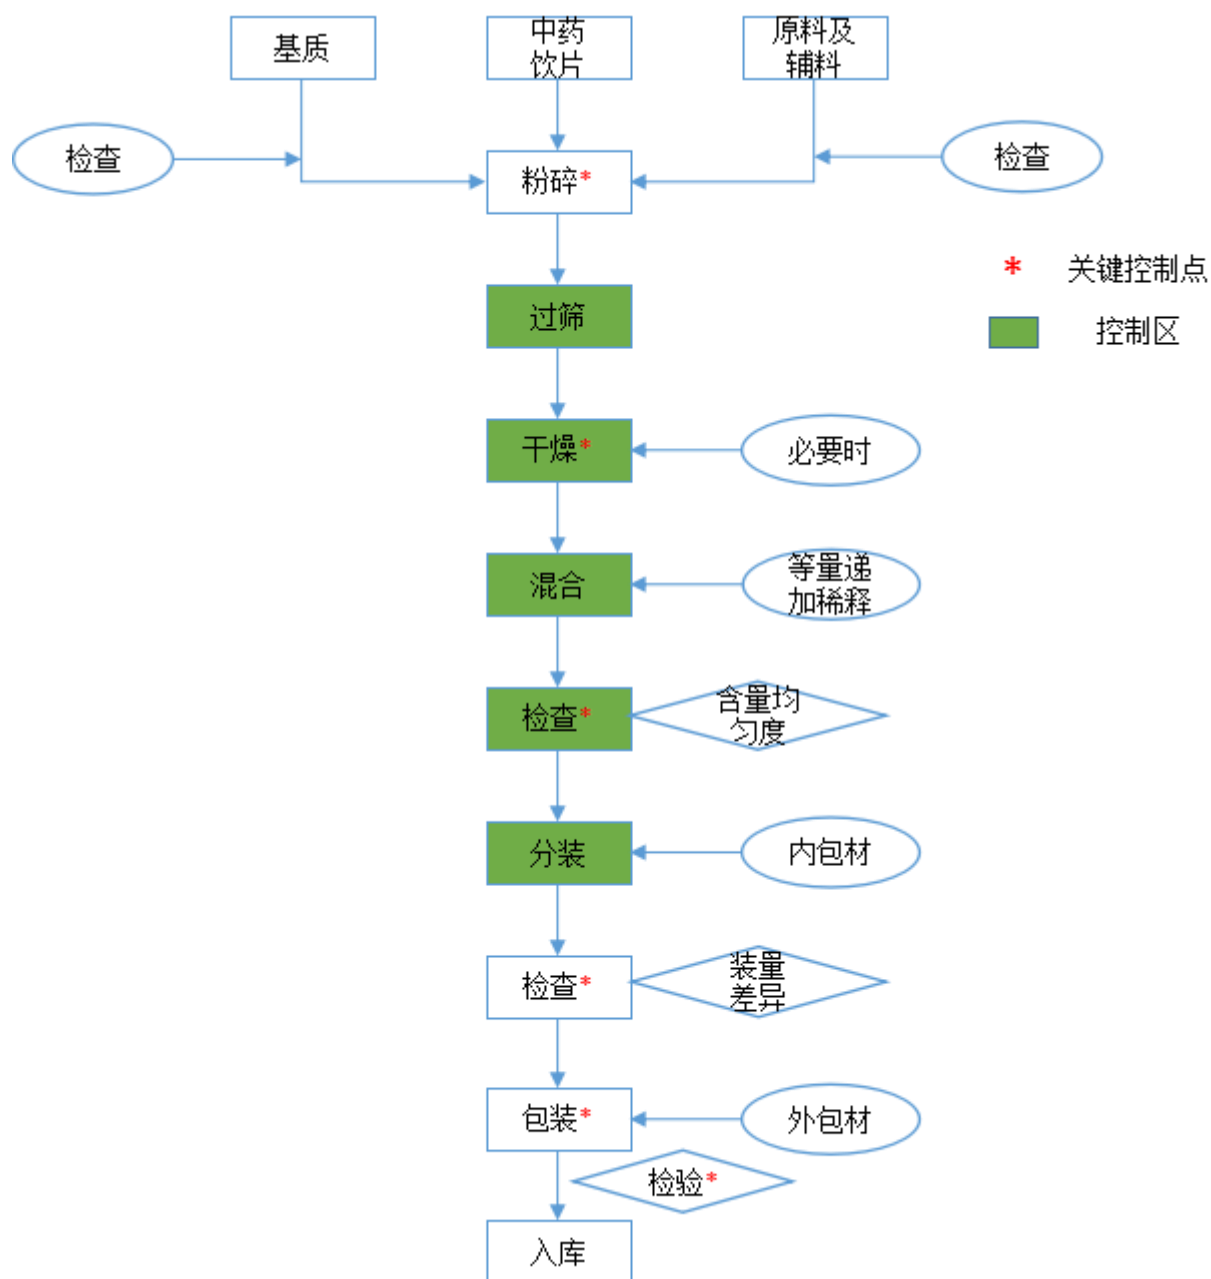 基质
中药
饮片
原料及
辅料
检查
检查
粉碎*
* 关键控制点
过筛
控制区
干燥*
必要时
混合
等量递
加稀释
检查*
含量均
匀度
分装
内包材
检查*
装量
差异
包装*
外包材
检验*
入库